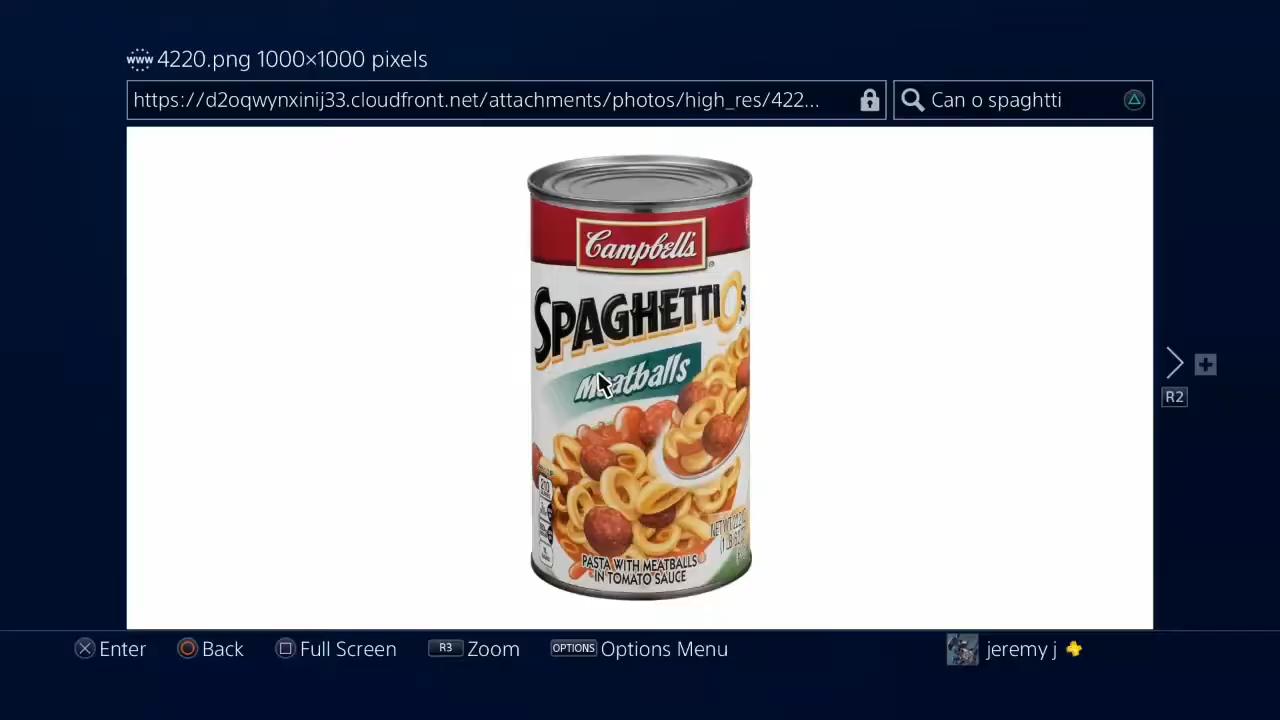 www 4220.png 1000×1000 pixels
https://d2oqwynxinij33.cloudfront.net/attachments/photos/high_res/422...
Can o spaghtti
Campbell's
SPAGHETTIOs
Meatballs
PASTA WITH MEATBALLS
IN TOMATO SAUCE
R2
Enter
Back
Full Screen
R3 Zoom
OPTIONS Options Menu
jeremy j